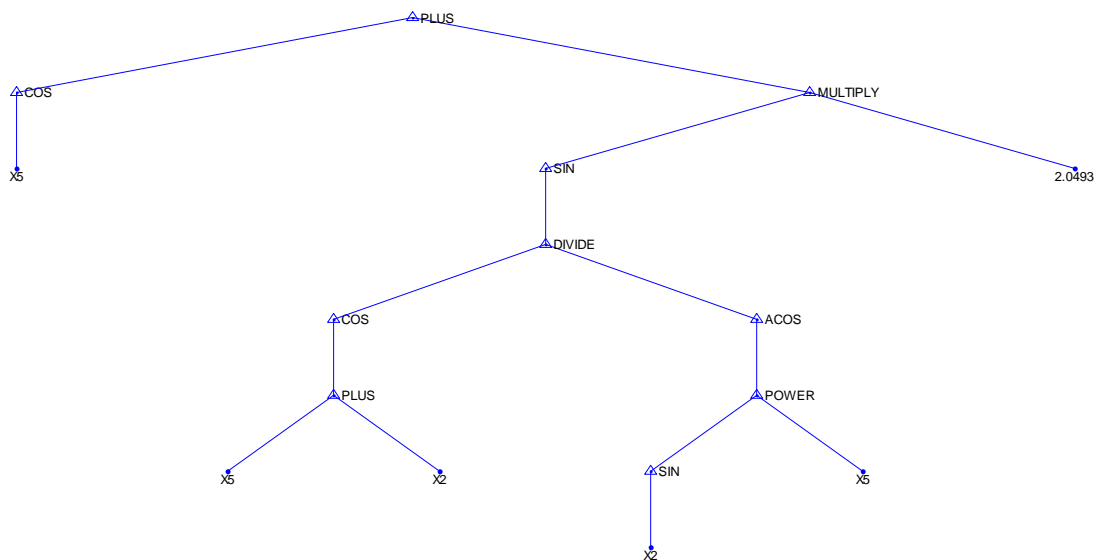 PLUS
COS
MULTIPLY
X5
SIN
2.0493
DIVIDE
COS
ACOS
PLUS
POWER
X5
X2
SIN
X5
X2